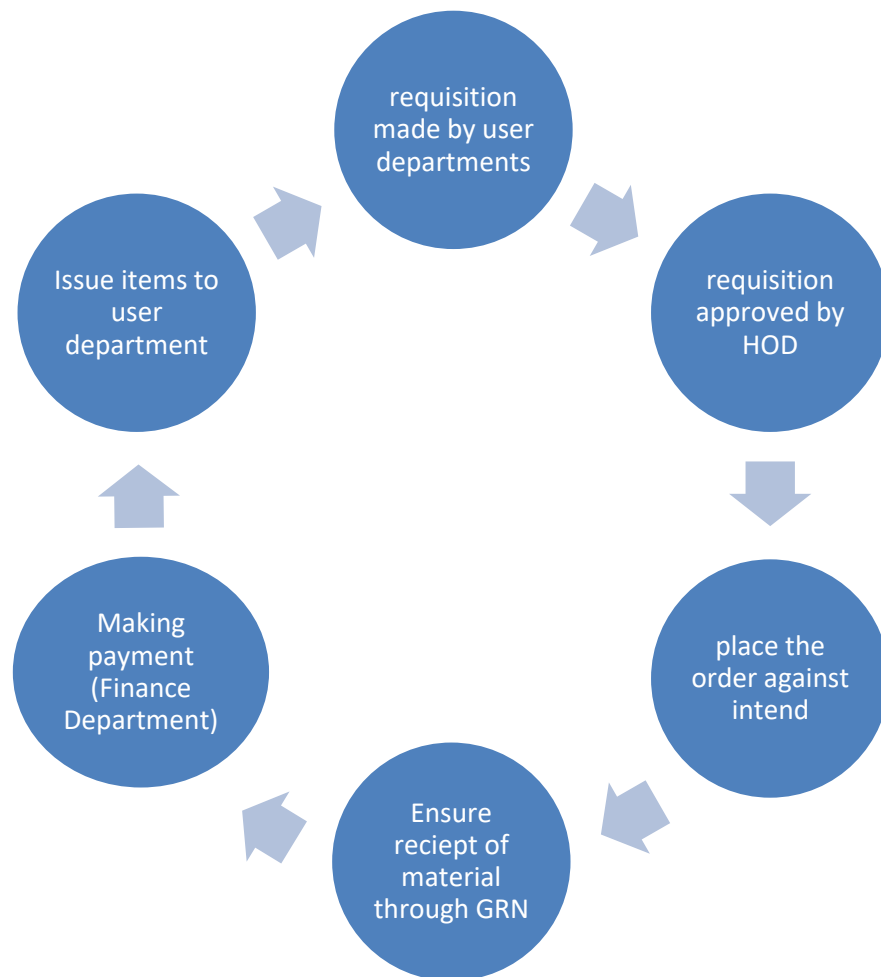 requisition
made by user
departments
requisition
approved by
HOD
place the
order against
intend
Ensure
reciept of
material
through GRN
Making
payment
(Finance
Department)
Issue items to
user
department